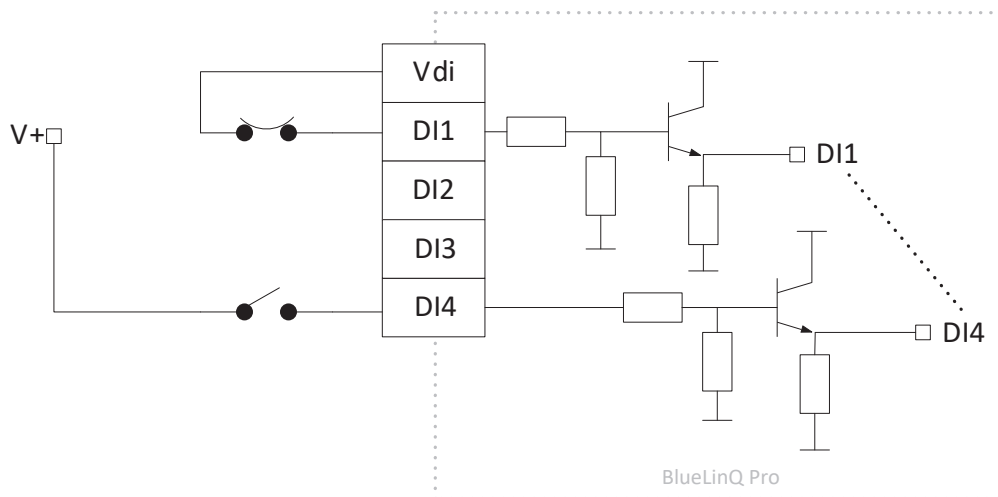 Vdi
V+
DI1
DI1
DI2
DI3
DI4
DI4
BlueLinQ Pro